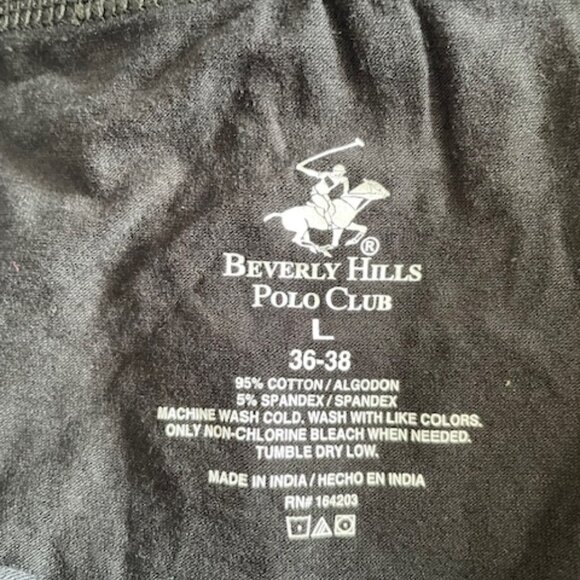 ®
BEVERLY HILLS
POLO CLUB
L
36-38
95% COTTON / ALGODON
5% SPANDEX / SPANDEX
MACHINE WASH COLD. WASH WITH LIKE COLORS.
ONLY NON-CHLORINE BLEACH WHEN NEEDED.
TUMBLE DRY LOW.
MADE IN INDIA / HECHO EN INDIA
RN# 164203